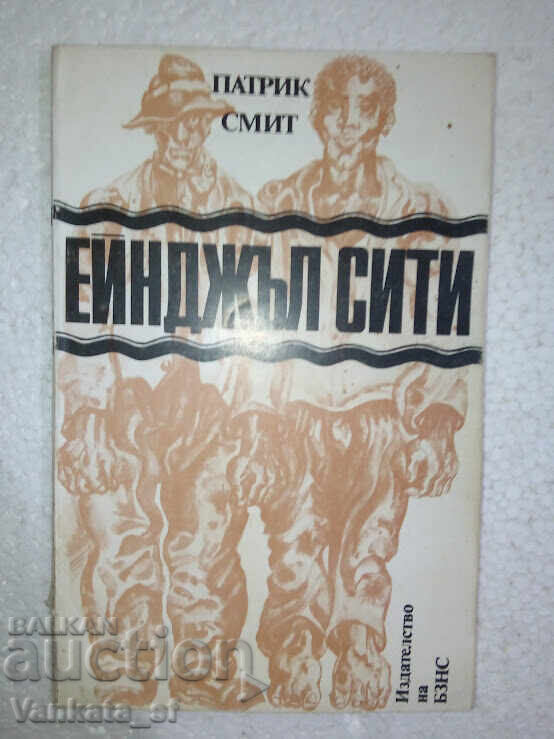 ПАТРИК
СМИТ
ЕЙНДЖЪЛ СИТИ
Издателство
на
БЗНС
BALKAN
auction
Vankata_sf